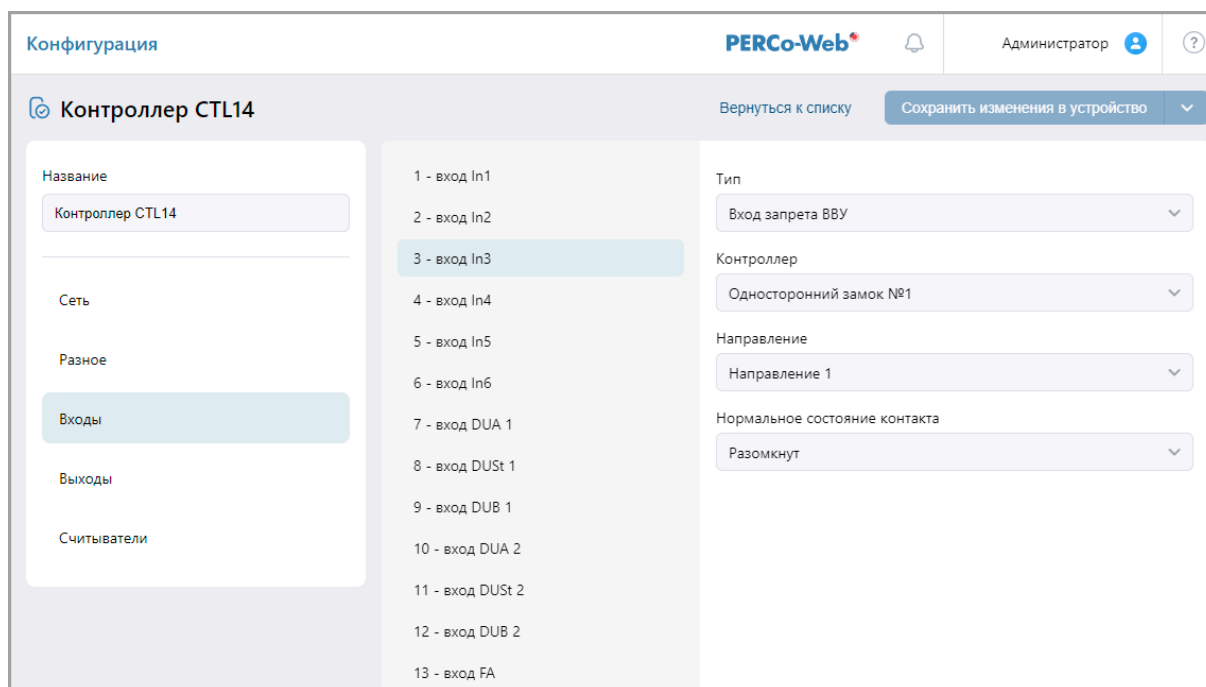 Конфигурация
PERCo-Web
Администратор
?
Контроллер CTL14
Вернуться к списку
Сохранить изменения в устройство
Название
Контроллер CTL14
Сеть
Разное
Входы
Выходы
Считыватели
1 - вход In1
2 - вход In2
3 - вход In3
4 - вход In4
5 - вход In5
6 - вход In6
7 - вход DUA 1
8 - вход DUSt 1
9 - вход DUB 1
10 - вход DUA 2
11 - вход DUSt 2
12 - вход DUB 2
13 - вход FA
Тип
Вход запрета ВВУ
Контроллер
Односторонний замок №1
Направление
Направление 1
Нормальное состояние контакта
Разомкнут